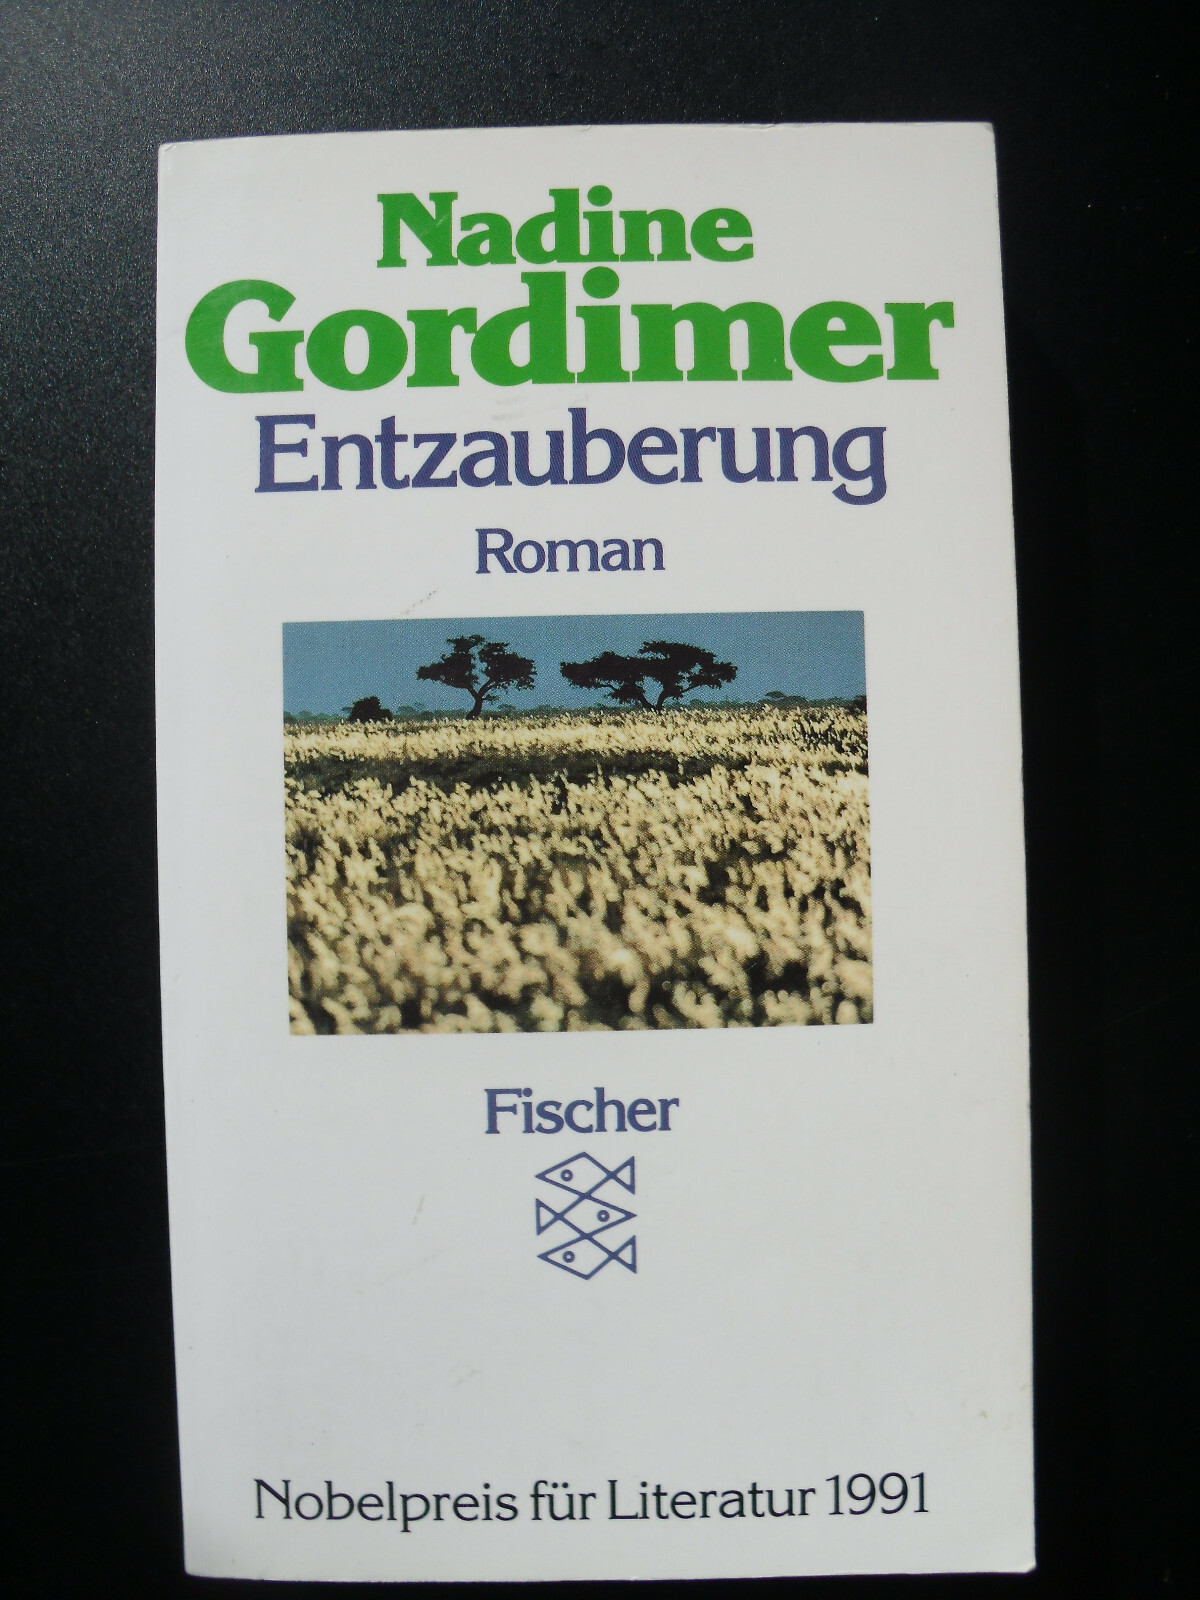 Nadine
Gordimer
Entzauberung
Roman
Fischer
Nobelpreis für Literatur 1991